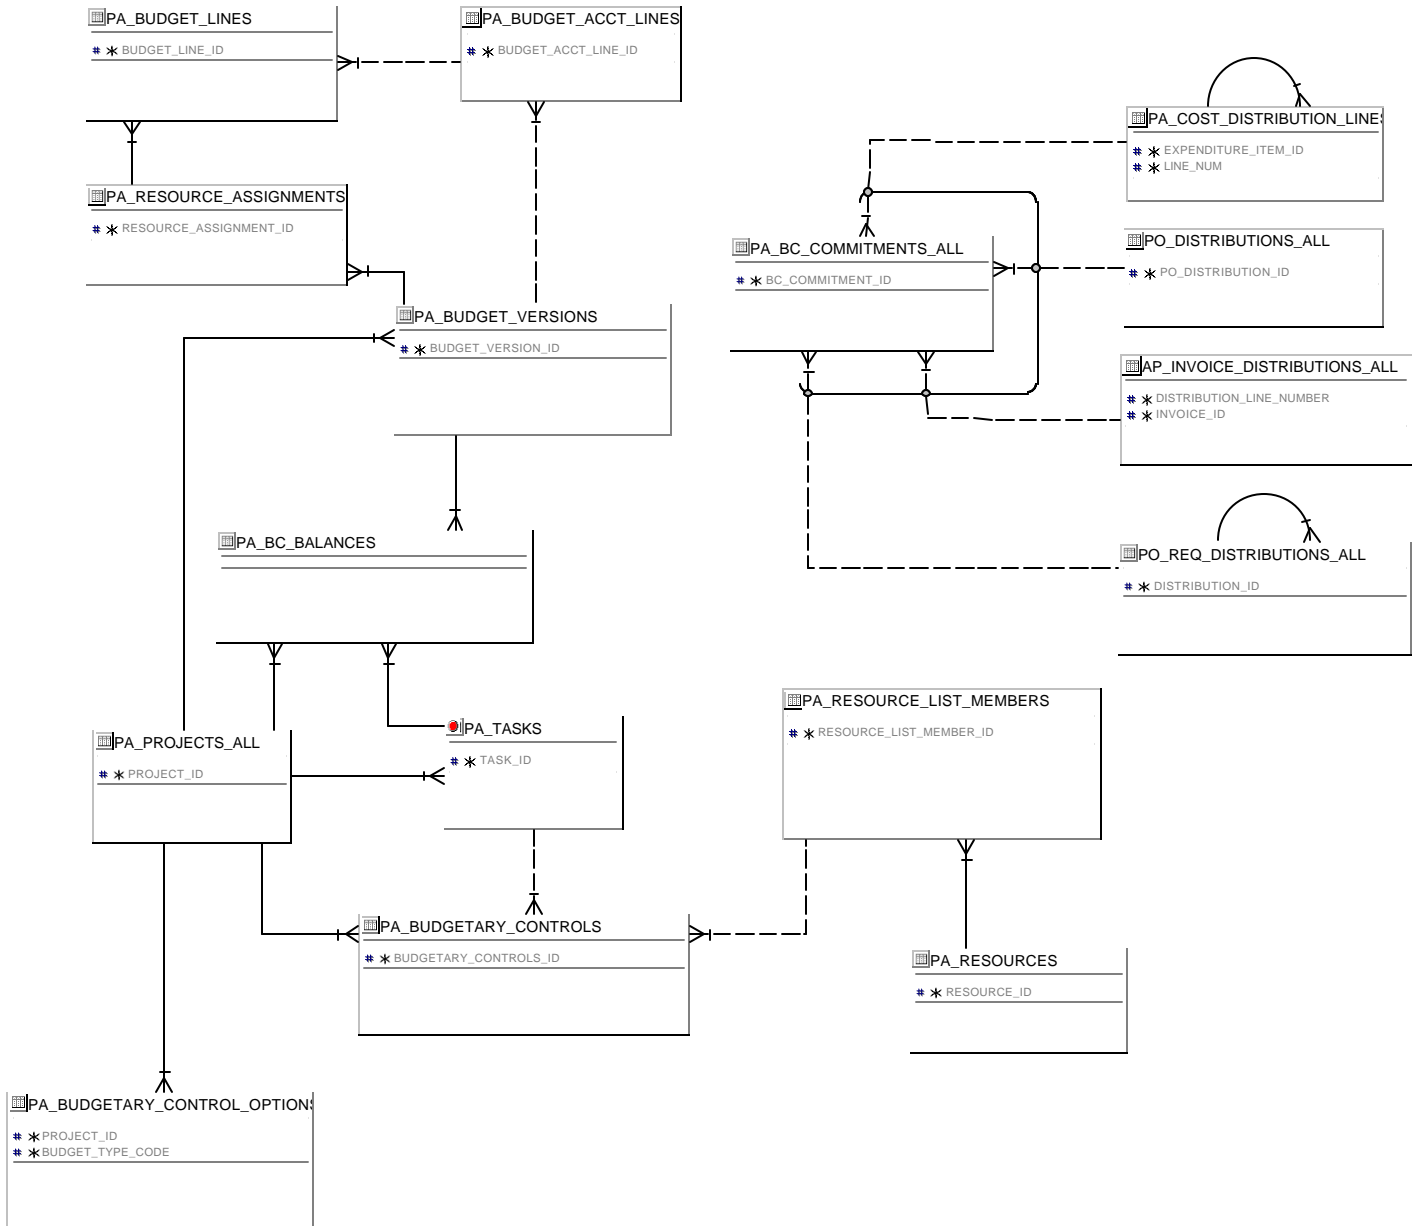 PA_BUDGET_LINES
# * BUDGET_LINE_ID
PA_BUDGET_ACCT_LINES
# * BUDGET_ACCT_LINE_ID
PA_COST_DISTRIBUTION_LINES
# * EXPENDITURE_ITEM_ID
# * LINE_NUM
PA_RESOURCE_ASSIGNMENTS
# * RESOURCE_ASSIGNMENT_ID
PA_BC_COMMITMENTS_ALL
# * BC_COMMITMENT_ID
PO_DISTRIBUTIONS_ALL
# * PO_DISTRIBUTION_ID
PA_BUDGET_VERSIONS
# * BUDGET_VERSION_ID
AP_INVOICE_DISTRIBUTIONS_ALL
# * DISTRIBUTION_LINE_NUMBER
# * INVOICE_ID
PA_BC_BALANCES
PO_REQ_DISTRIBUTIONS_ALL
# * DISTRIBUTION_ID
PA_PROJECTS_ALL
# * PROJECT_ID
PA_TASKS
# * TASK_ID
PA_RESOURCE_LIST_MEMBERS
# * RESOURCE_LIST_MEMBER_ID
PA_BUDGETARY_CONTROLS
# * BUDGETARY_CONTROLS_ID
PA_RESOURCES
# * RESOURCE_ID
PA_BUDGETARY_CONTROL_OPTIONS
# * PROJECT_ID
# * BUDGET_TYPE_CODE